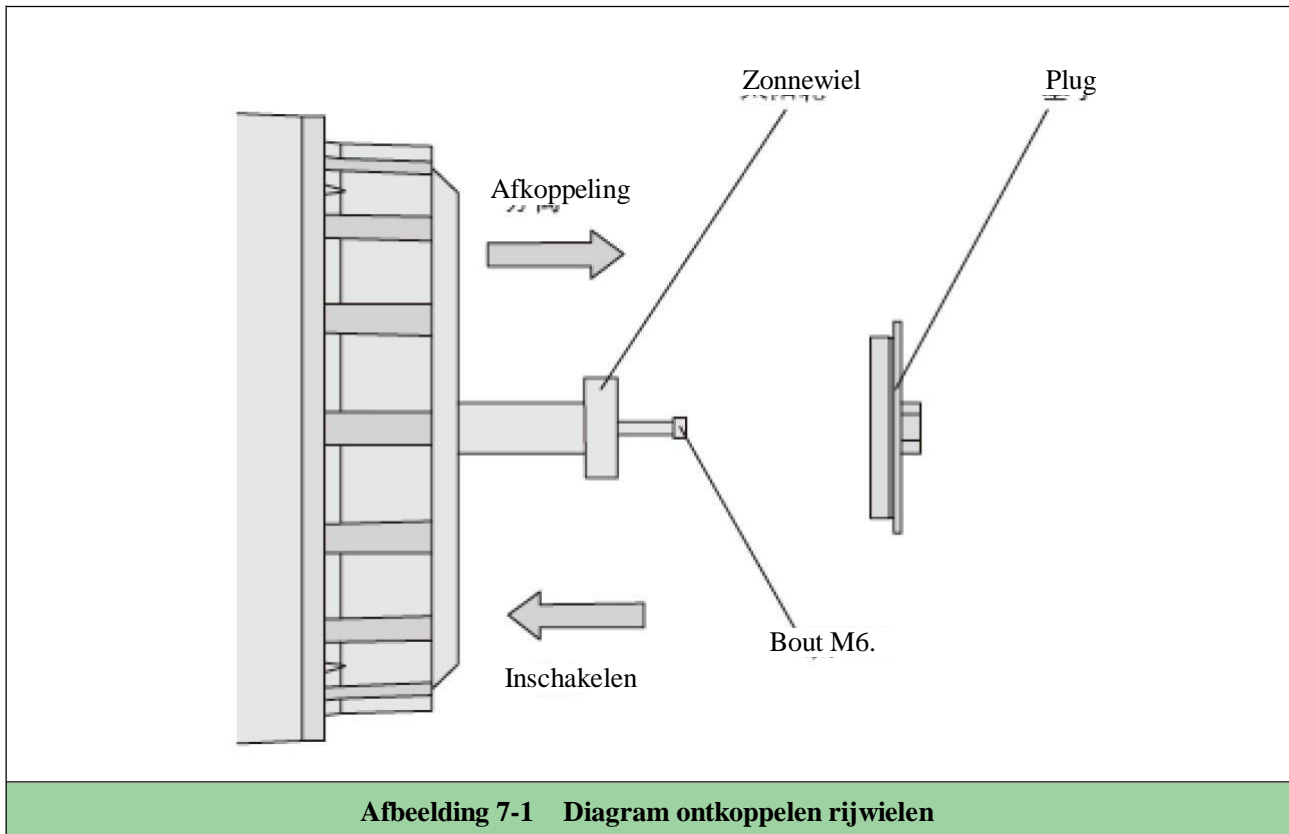 Zonnewiel
Plug
Afkoppeling
Bout M6.
Inschakelen
Afbeelding 7-1 Diagram ontkoppelen rijwielen